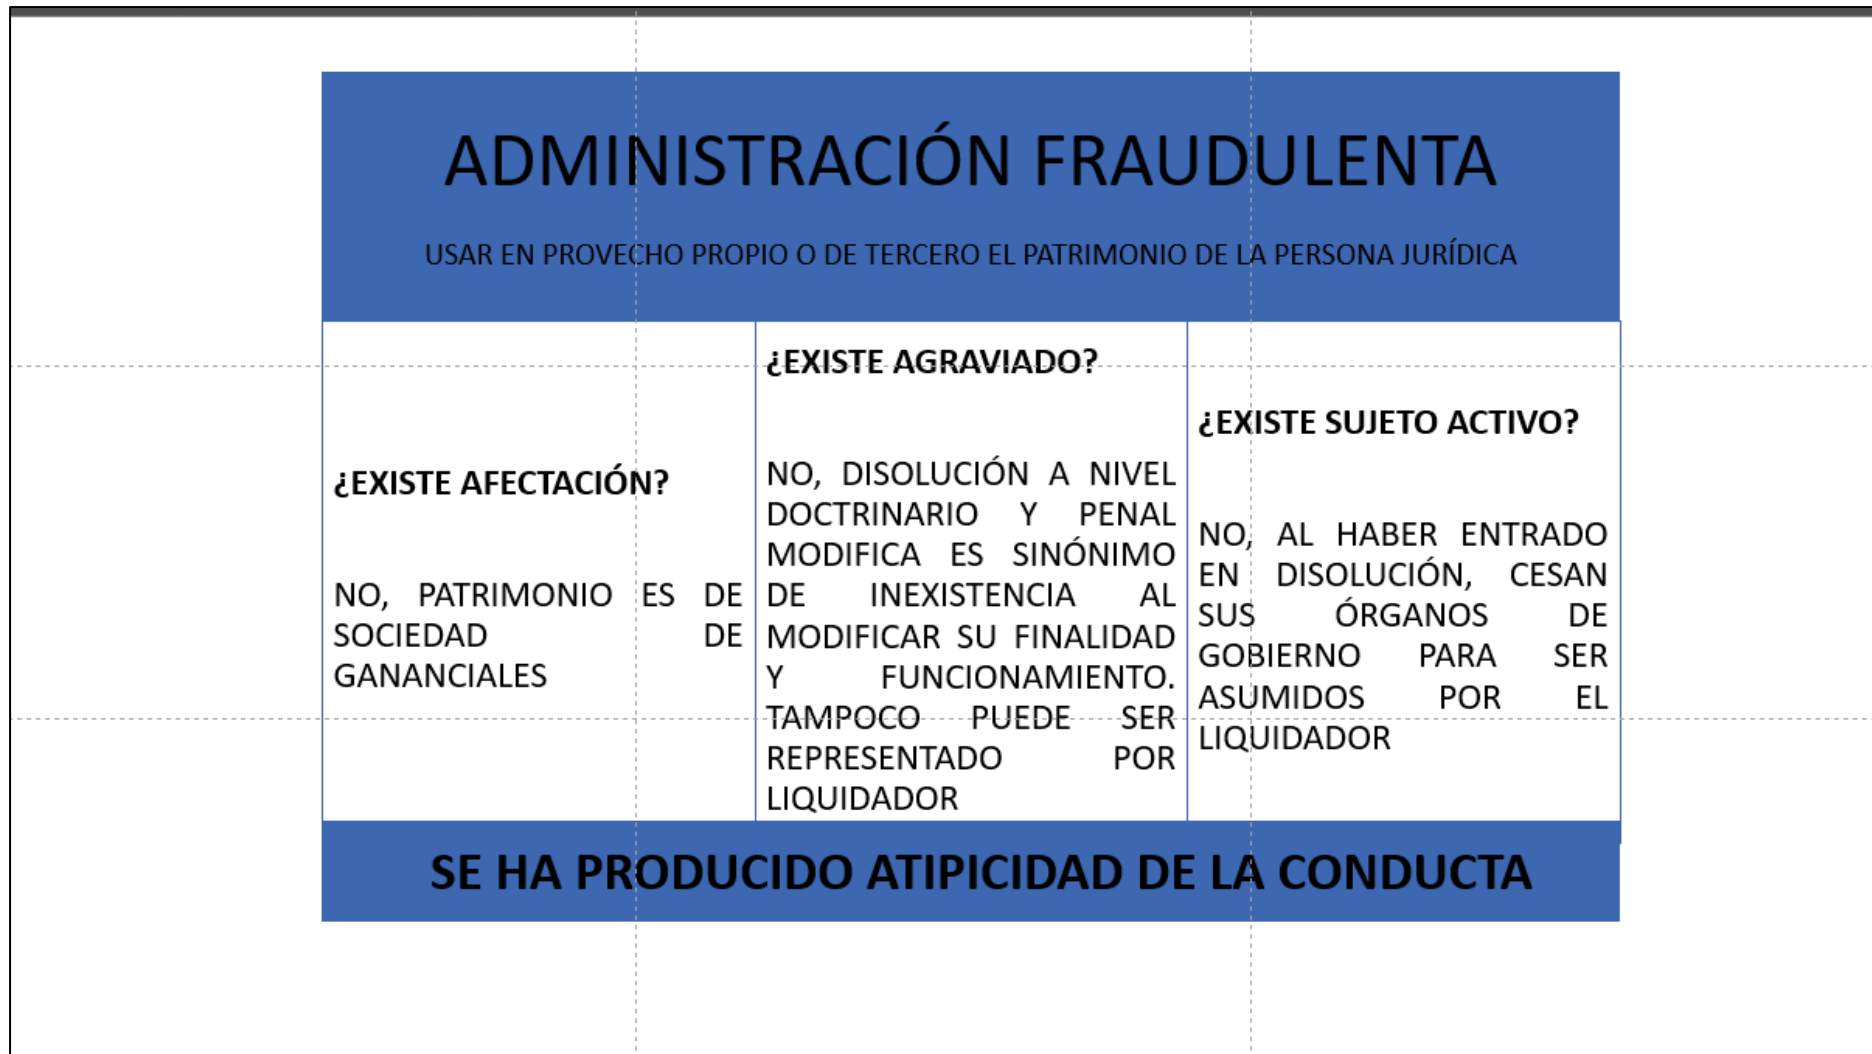 ADMINISTRACIÓN FRAUDULENTA
USAR EN PROVECHO PROPIO O DE TERCERO EL PATRIMONIO DE LA PERSONA JURÍDICA
¿EXISTE AFECTACIÓN?
NO, PATRIMONIO ES DE
SOCIEDAD DE
GANANCIALES
¿EXISTE AGRAVIADO?
NO, DISOLUCIÓN A NIVEL
DOCTRINARIO Y PENAL
MODIFICA ES SINÓNIMO
DE INEXISTENCIA AL
MODIFICAR SU FINALIDAD
Y FUNCIONAMIENTO.
TAMPOCO PUEDE SER
REPRESENTADO POR
LIQUIDADOR
¿EXISTE SUJETO ACTIVO?
NO, AL HABER ENTRADO
EN DISOLUCIÓN, CESAN
SUS ÓRGANOS DE
GOBIERNO PARA SER
ASUMIDOS POR EL
LIQUIDADOR
SE HA PRODUCIDO ATIPICIDAD DE LA CONDUCTA